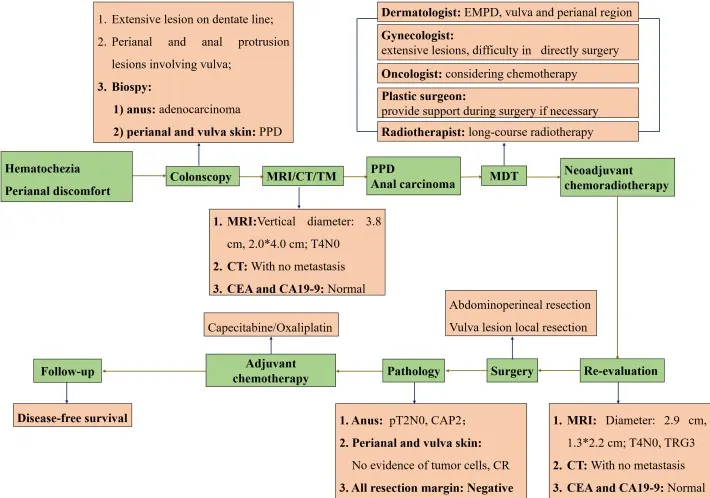 1. Extensive lesion on dentate line;
2. Perianal and anal protrusion
lesions involving vulva;
3. Biospy:
1) anus: adenocarcinoma
2) perianal and vulva skin: PPD
Dermatologist: EMPD, vulva and perianal region
Gynecologist:
extensive lesions, difficulty in directly surgery
Oncologist: considering chemotherapy
Plastic surgeon:
provide support during surgery if necessary
Radiotherapist: long-course radiotherapy
Hematochezia
Perianal discomfort
Colonscopy
MRI/CT/TM
PPD
Anal carcinoma
MDT
Neoadjuvant
chemoradiotherapy
1. MRI:Vertical diameter: 3.8
cm, 2.0*4.0 cm; T4N0
2. CT: With no metastasis
3. CEA and CA19-9: Normal
Abdominoperineal resection
Vulva lesion local resection
Capecitabine/Oxaliplatin
Follow-up
Adjuvant
chemotherapy
Pathology
Surgery
Re-evaluation
Disease-free survival
1. Anus: pT2N0, CAP2;
2. Perianal and vulva skin:
No evidence of tumor cells, CR
3. All resection margin: Negative
1. MRI: Diameter: 2.9 cm,
1.3*2.2 cm; T4N0, TRG3
2. CT: With no metastasis
3. CEA and CA19-9: Normal